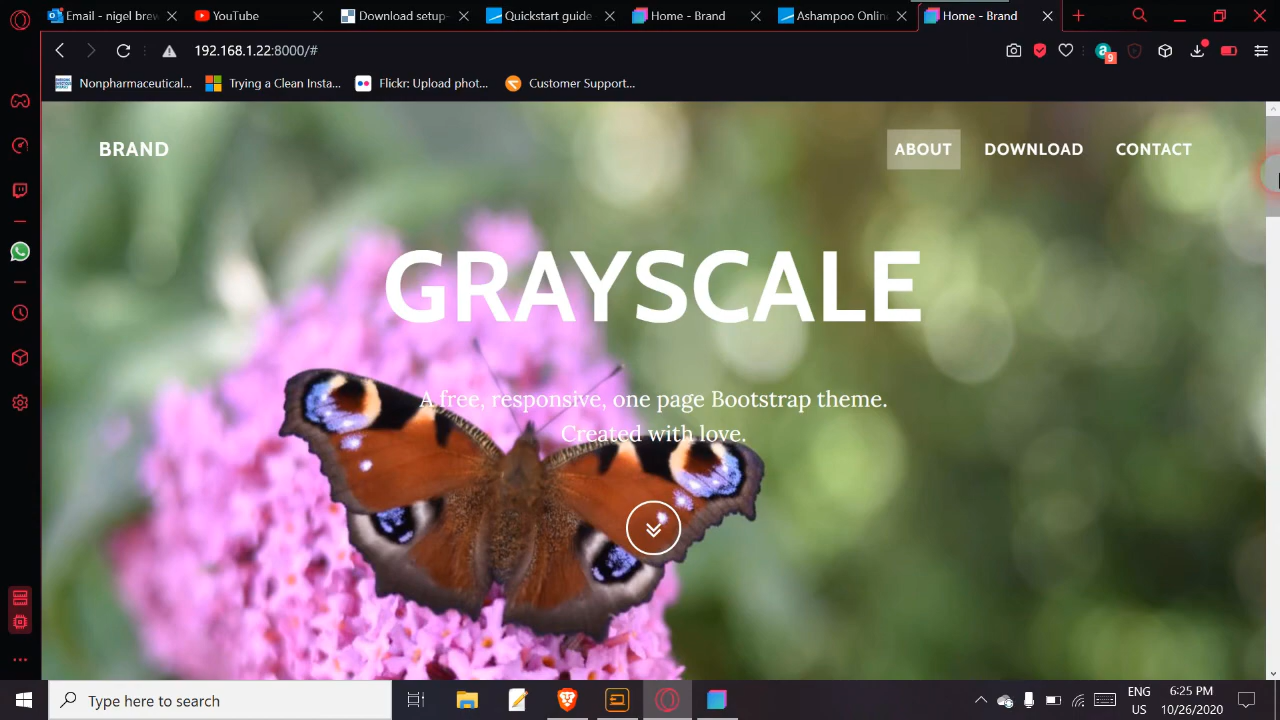 Email - nigel brew
YouTube
Download setup-
Quickstart guide
Home - Brand
Ashampoo Onlin
Home - Brand
192.168.1.22:8000/#
9
Nonpharmaceutical...
Trying a Clean Insta...
Flickr: Upload phot...
Customer Support...
BRAND
ABOUT
DOWNLOAD
CONTACT
GRAYSCALE
A free, responsive, one page Bootstrap theme.
Created with love.
Type here to search
ENG
US
6:25 PM
10/26/2020